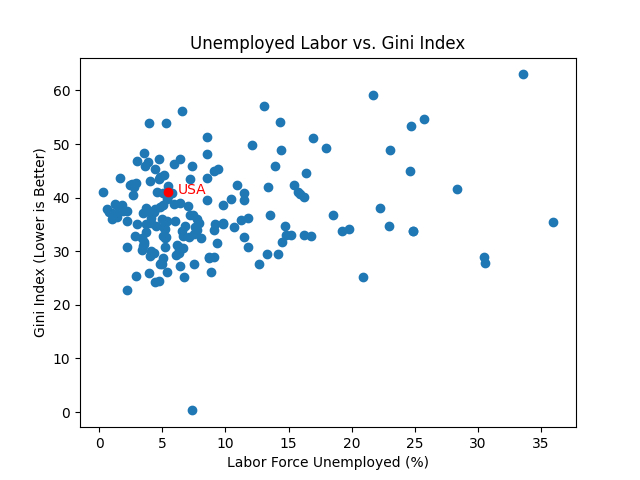 Unemployed Labor vs. Gini Index
Gini Index (Lower is Better)
60
50
40
30
20
10
0
USA
0 5 10 15 20 25 30 35
Labor Force Unemployed (%)